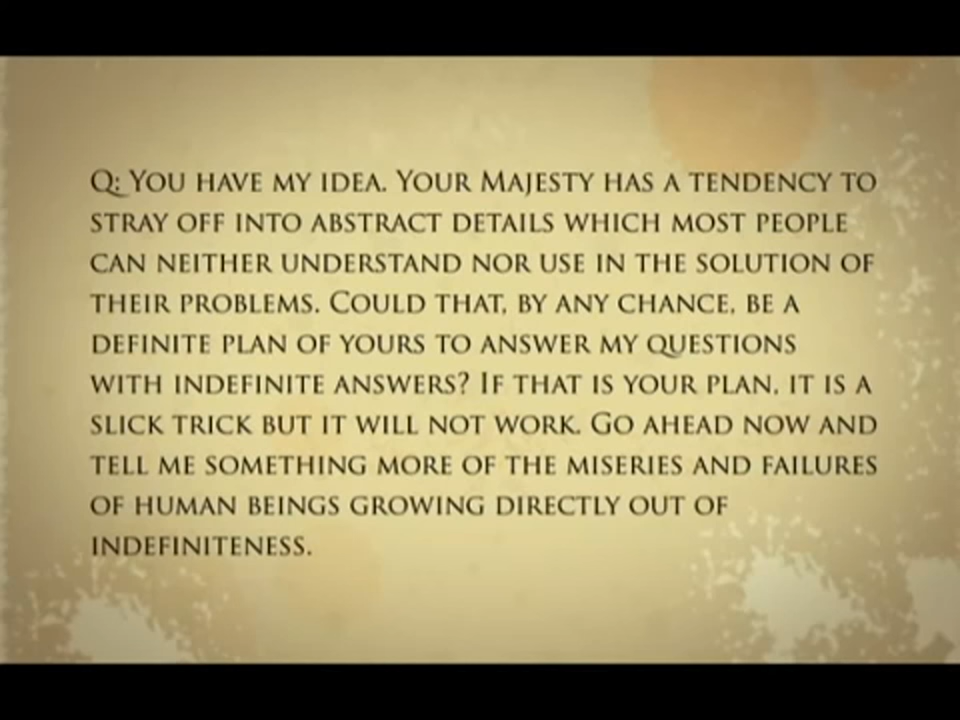 Q: You have my idea. Your Majesty has a tendency to
stray off into abstract details which most people
can neither understand nor use in the solution of
their problems. Could that, by any chance, be a
definite plan of yours to answer my questions
with indefinite answers? If that is your plan, it is a
slick trick but it will not work. Go ahead now and
tell me something more of the miseries and failures
of human beings growing directly out of
indefiniteness.